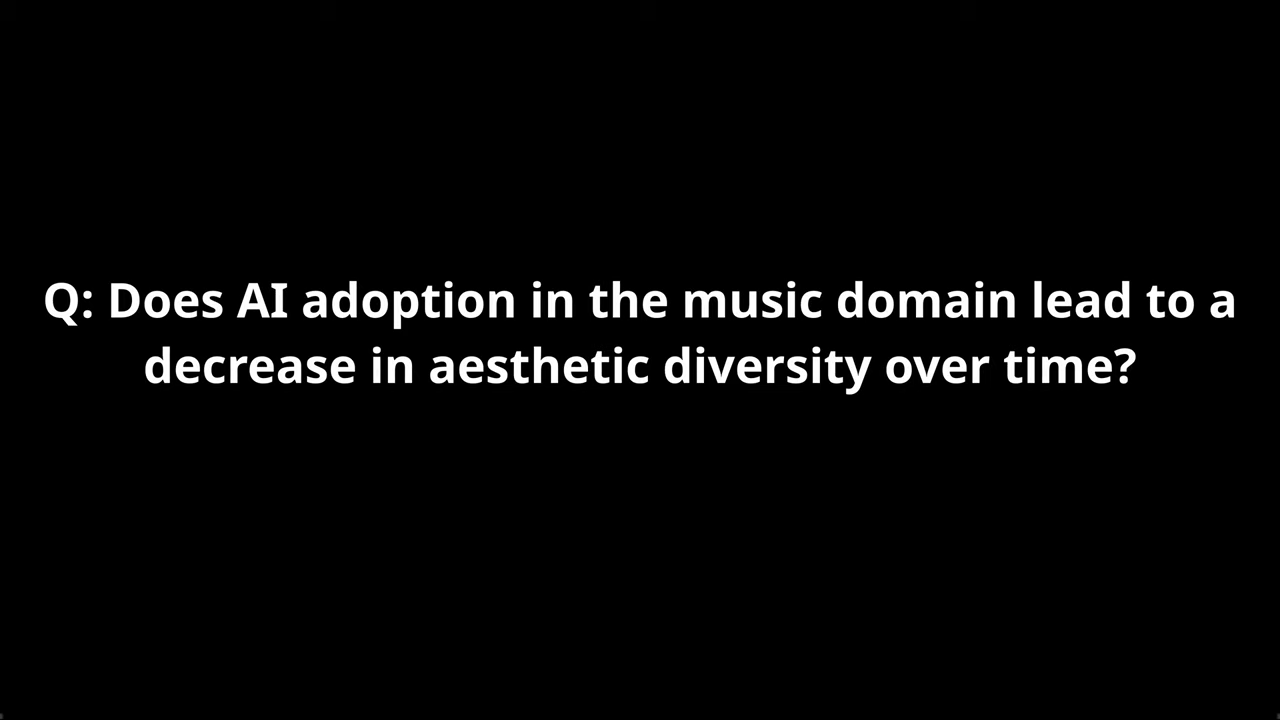 Q: Does AI adoption in the music domain lead to a
decrease in aesthetic diversity over time?